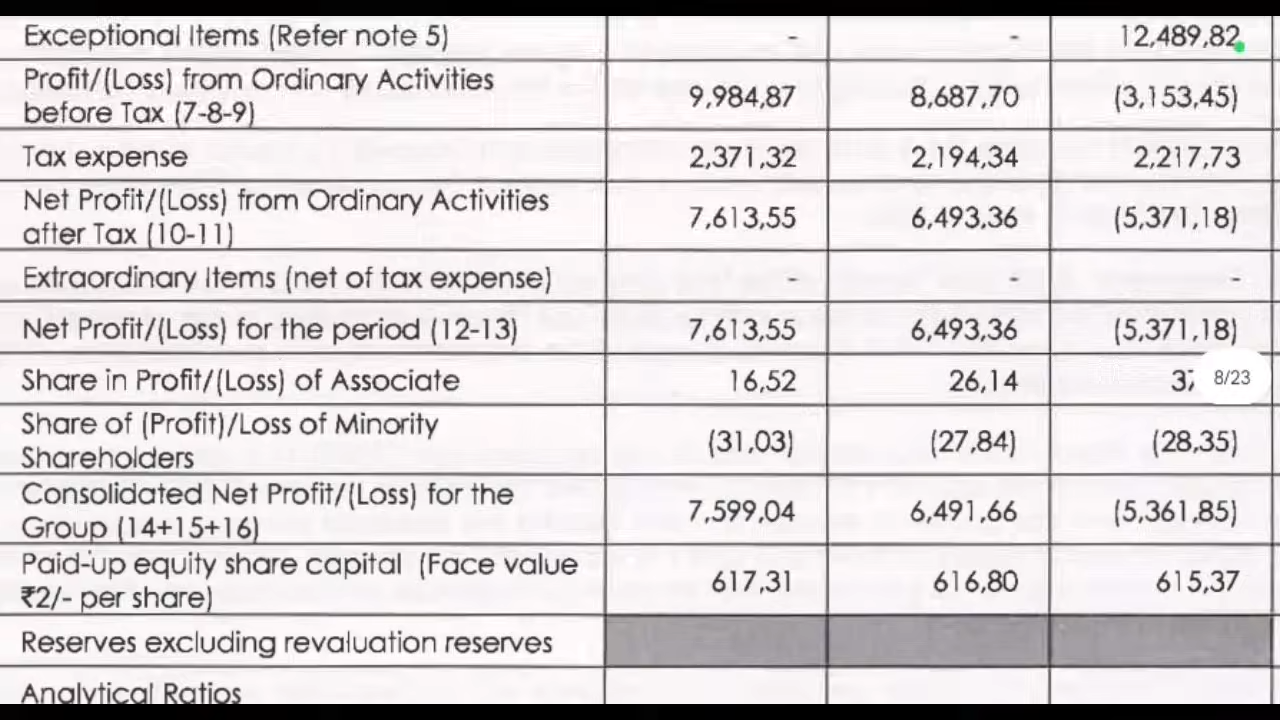 Exceptional Items (Refer note 5) - - 12,489,82
Profit/(Loss) from Ordinary Activities
before Tax (7-8-9) 9,984,87 8,687,70 (3,153,45)
Tax expense 2,371,32 2,194,34 2,217,73
Net Profit/(Loss) from Ordinary Activities
after Tax (10-11) 7,613,55 6,493,36 (5,371,18)
Extraordinary Items (net of tax expense) - - -
Net Profit/(Loss) for the period (12-13) 7,613,55 6,493,36 (5,371,18)
Share in Profit/(Loss) of Associate 16,52 26,14 8/23
Share of (Profit)/Loss of Minority
Shareholders (31,03) (27,84) (28,35)
Consolidated Net Profit/(Loss) for the
Group (14+15+16) 7,599,04 6,491,66 (5,361,85)
Paid-up equity share capital (Face value
₹2/- per share) 617,31 616,80 615,37
Reserves excluding revaluation reserves
Analytical Ratios